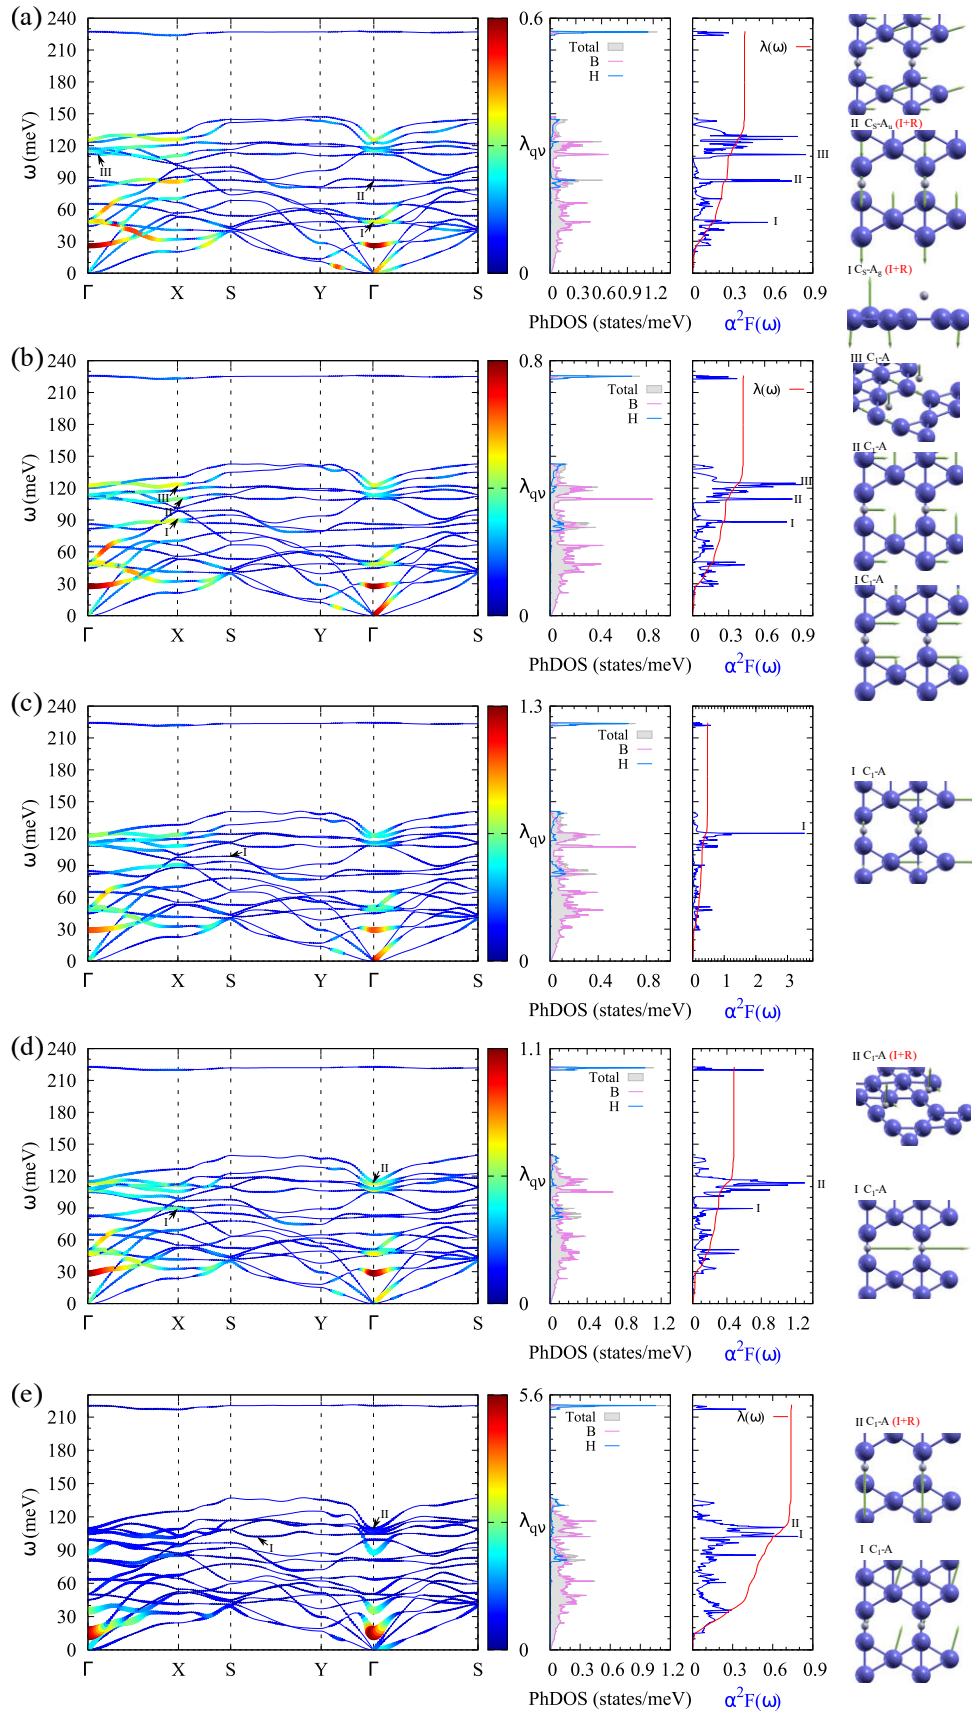 (a)
240
210
180
150
120
90
60
30
0
ω(meV)
III
II
I
Γ X S Y Γ S
0.6
λqν
0
Total
B
H
0.3 0.6 0.9 1.2
PhDOS (states/meV)
λ(ω)
III
II
I
0 0.3 0.6 0.9
α²F(ω)
II CS-Au (I+R)
I CS-Ag (I+R)
(b)
240
210
180
150
120
90
60
30
0
ω(meV)
III
II
I
Γ X S Y Γ S
0.8
λqν
0
Total
B
H
0 0.4 0.8
PhDOS (states/meV)
λ(ω)
III
II
I
0 0.3 0.6 0.9
α²F(ω)
III C1-A
II C1-A
I C1-A
(c)
240
210
180
150
120
90
60
30
0
ω(meV)
I
Γ X S Y Γ S
1.3
λqν
0
Total
B
H
0 0.4 0.8
PhDOS (states/meV)
I
0 1 2 3
α²F(ω)
I C1-A
(d)
240
210
180
150
120
90
60
30
0
ω(meV)
II
I
Γ X S Y Γ S
1.1
λqν
0
Total
B
H
0 0.4 0.8 1.2
PhDOS (states/meV)
II
I
0 0.4 0.8 1.2
α²F(ω)
II C1-A (I+R)
I C1-A
(e)
210
180
150
120
90
60
30
0
ω(meV)
II
I
Γ X S Y Γ S
5.6
λqν
0
Total
B
H
0 0.4 0.8 1.2
PhDOS (states/meV)
λ(ω)
II
I
0 0.3 0.6 0.9
α²F(ω)
II C1-A (I+R)
I C1-A